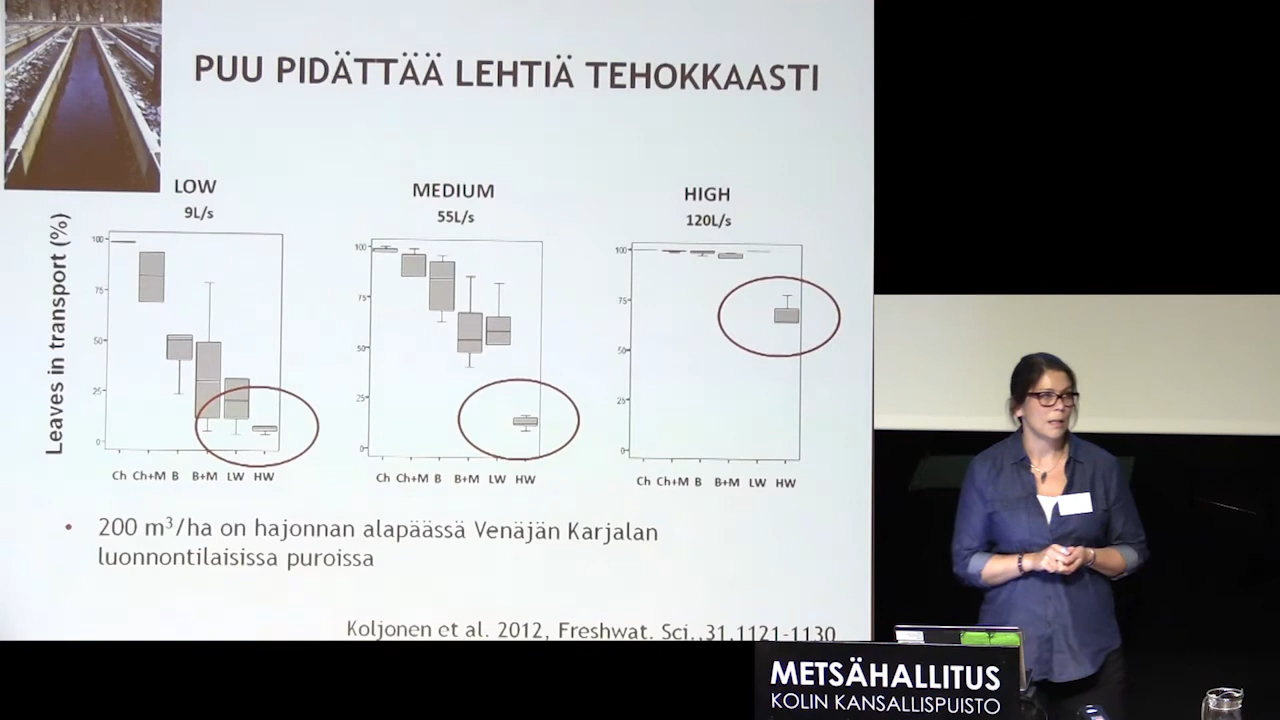 PUU PIDÄTTÄÄ LEHTIÄ TEHOKKAASTI
LOW
9L/s
MEDIUM
55L/s
HIGH
120L/s
Leaves in transport (%)
100
75
50
25
0
Ch Ch+M B B+M LW HW
100
75
50
25
0
Ch Ch+M B B+M LW HW
100
75
50
25
0
Ch Ch+M B B+M LW HW
• 200 m³/ha on hajonnan alapäässä Venäjän Karjalan
luonnontilaisissa puroissa
Koljonen et al. 2012, Freshwat. Sci.,31,1121-1130
METSÄHALLITUS
KOLIN KANSALLISPUISTO